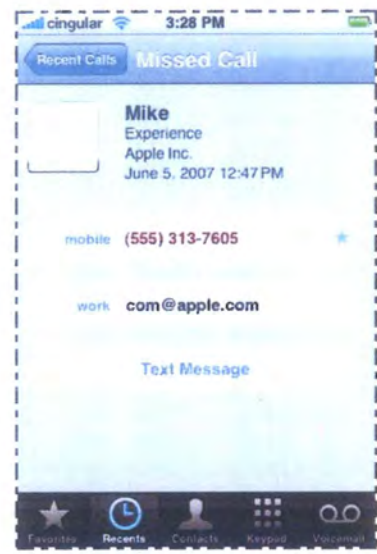 cingular 3:28 PM
Recent Calls Missed Call
Mike
Experience
Apple Inc.
June 5, 2007 12:47 PM
mobile (555) 313-7605
work com@apple.com
Text Message
Favorites Recents Contacts Keypad Voicemail